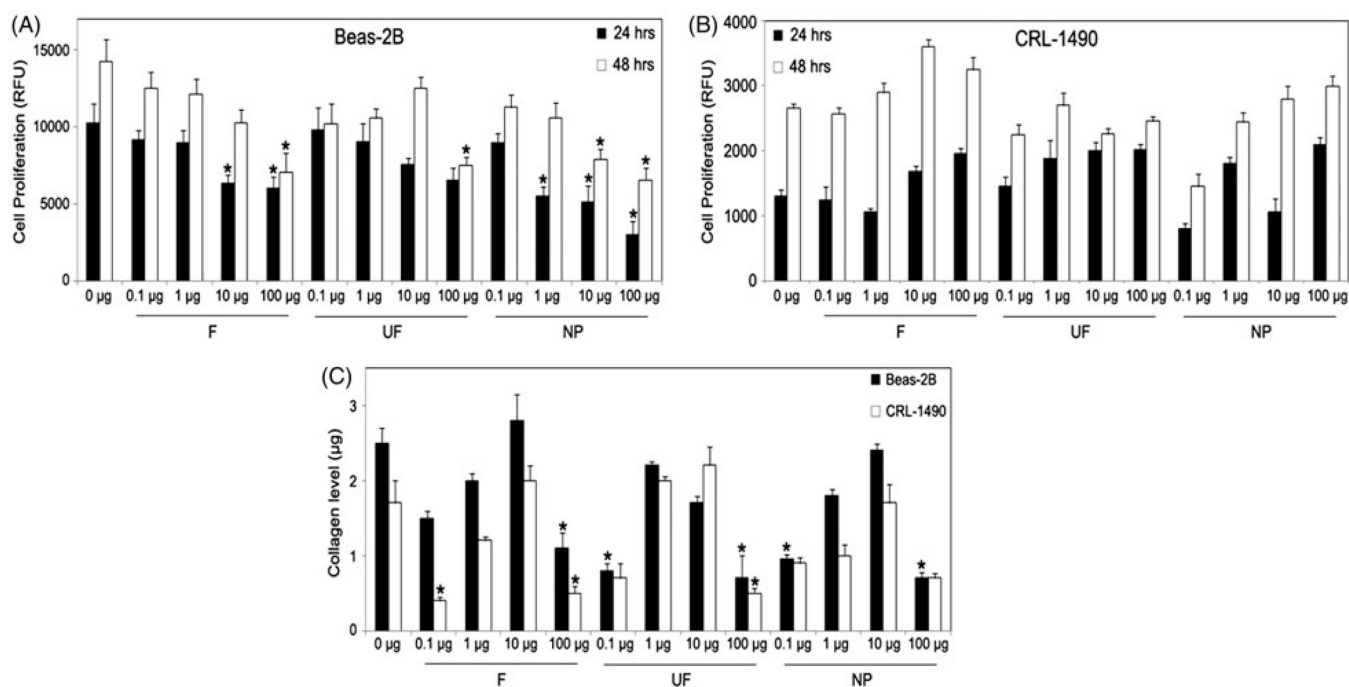 (A)
Beas-2B
24 hrs
48 hrs
Cell Proliferation (RFU)
15000
10000
5000
0
* * * * * * * * *
0 µg 0.1 µg 1 µg 10 µg 100 µg 0.1 µg 1 µg 10 µg 100 µg 0.1 µg 1 µg 10 µg 100 µg
F UF NP
(B)
CRL-1490
24 hrs
48 hrs
Cell Proliferation (RFU)
4000
3000
2000
1000
0
0 µg 0.1 µg 1 µg 10 µg 100 µg 0.1 µg 1 µg 10 µg 100 µg 0.1 µg 1 µg 10 µg 100 µg
F UF NP
(C)
Beas-2B
CRL-1490
Collagen level (µg)
3
2
1
0
* * * * * * * *
0 µg 0.1 µg 1 µg 10 µg 100 µg 0.1 µg 1 µg 10 µg 100 µg 0.1 µg 1 µg 10 µg 100 µg
F UF NP